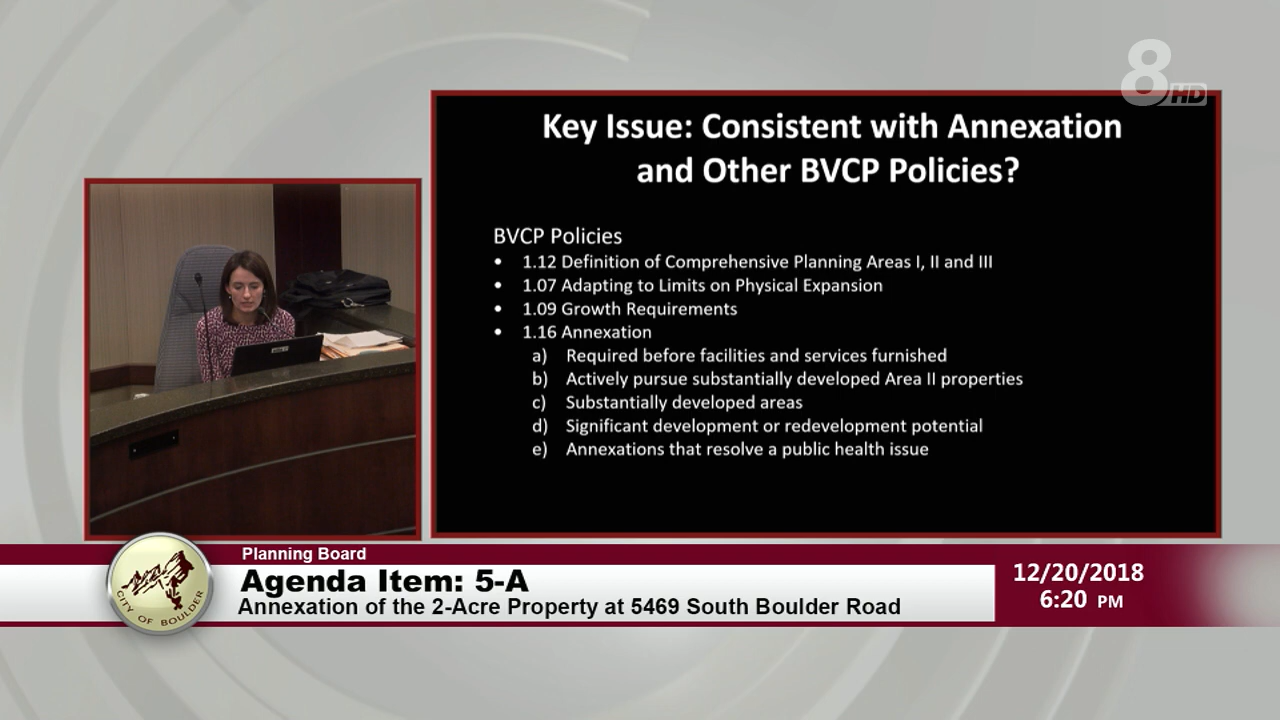 8
HD
Key Issue: Consistent with Annexation
and Other BVCP Policies?
BVCP Policies
• 1.12 Definition of Comprehensive Planning Areas I, II and III
• 1.07 Adapting to Limits on Physical Expansion
• 1.09 Growth Requirements
• 1.16 Annexation
a) Required before facilities and services furnished
b) Actively pursue substantially developed Area II properties
c) Substantially developed areas
d) Significant development or redevelopment potential
e) Annexations that resolve a public health issue
Planning Board
Agenda Item: 5-A
Annexation of the 2-Acre Property at 5469 South Boulder Road
12/20/2018
6:20 PM
CITY OF BOULDER